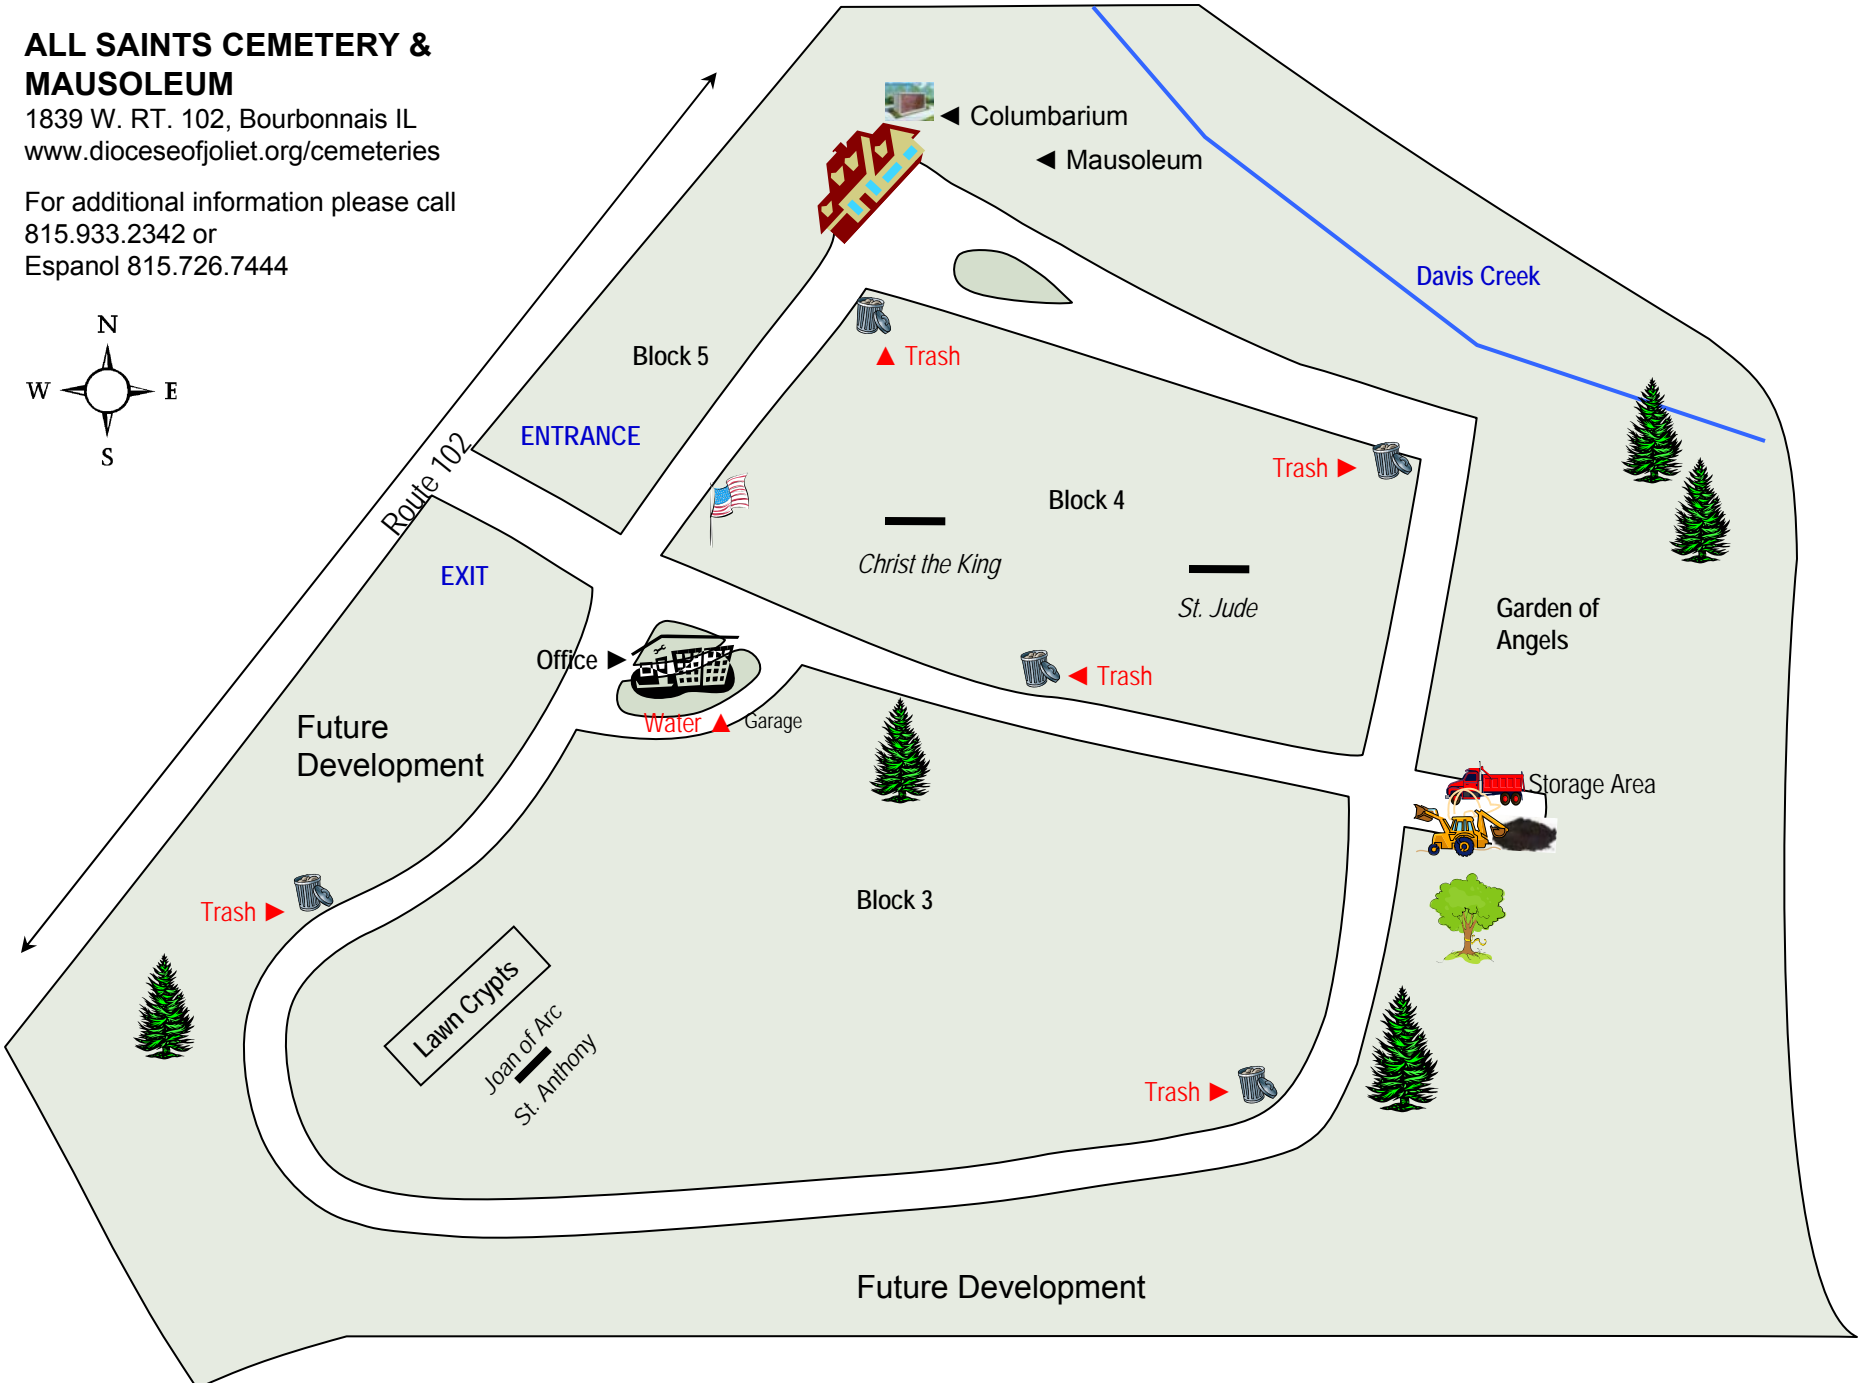 ALL SAINTS CEMETERY &
MAUSOLEUM
1839 W. RT. 102, Bourbonnais IL
www.dioceseofjoliet.org/cemeteries
For additional information please call
815.933.2342 or
Espanol 815.726.7444
N
W E
S
Columbarium
Mausoleum
Davis Creek
Block 5
Trash
ENTRANCE
Route 102
Trash
Block 4
Christ the King
St. Jude
EXIT
Garden of
Angels
Office
Trash
Water
Garage
Future
Development
Storage Area
Block 3
Trash
Lawn Crypts
Joan of Arc
St. Anthony
Trash
Future Development